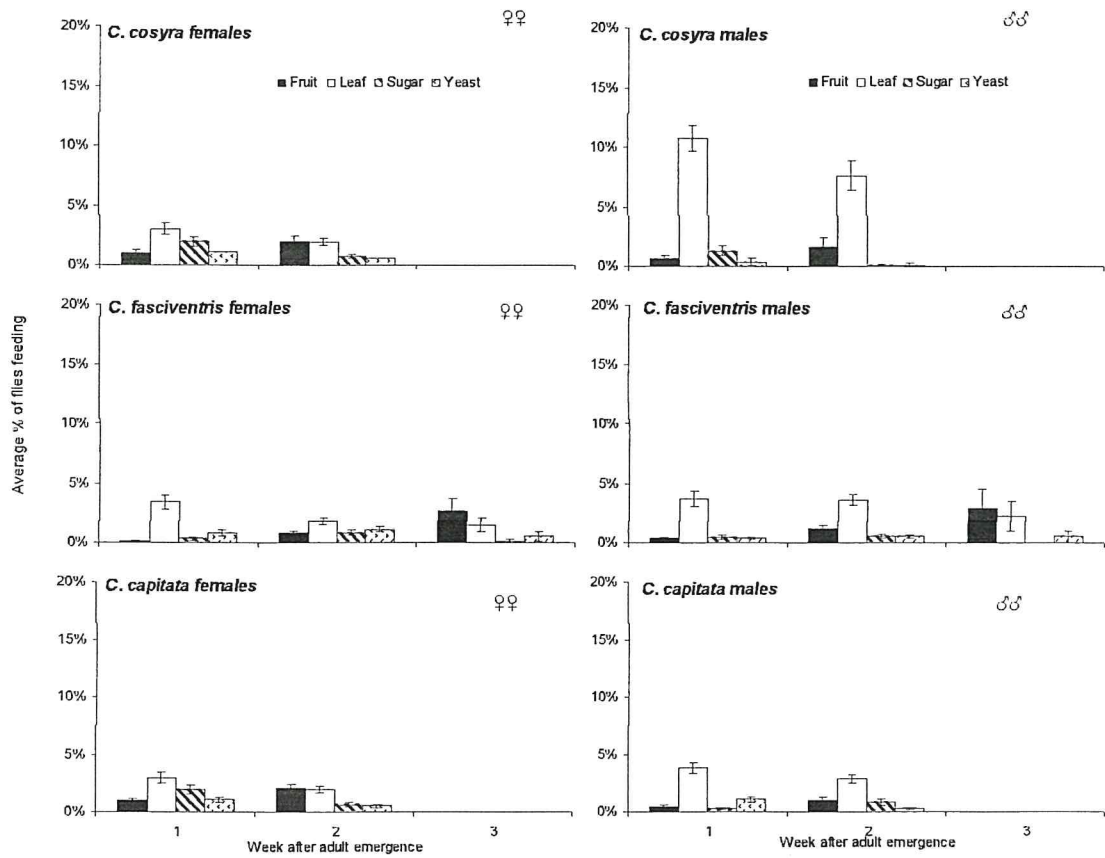 C. cosyra females ♀♀
Fruit Leaf Sugar Yeast
20%
15%
10%
5%
0%
C. cosyra males ♂♂
Fruit Leaf Sugar Yeast
20%
15%
10%
5%
0%
C. fasciventris females ♀♀
20%
15%
10%
5%
0%
C. fasciventris males ♂♂
20%
15%
10%
5%
0%
C. capitata females ♀♀
20%
15%
10%
5%
0%
1 2 3
Week after adult emergence
C. capitata males ♂♂
20%
15%
10%
5%
0%
1 2 3
Week after adult emergence
Average % of flies feeding